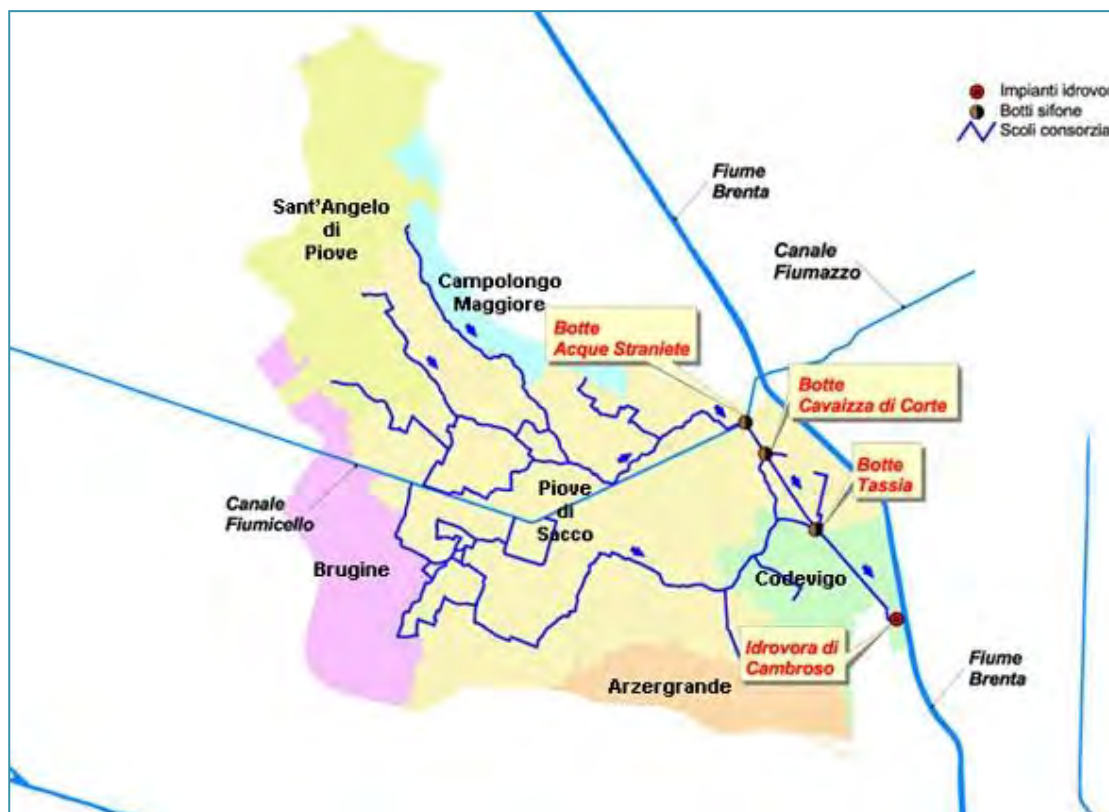 Impianti idrovor
Botti sifone
Scoli consorzia
Fiume
Brenta
Sant'Angelo
di
Piove
Canale
Fiumazzo
Campolongo
Maggiore
Botte
Acque Straniete
Botte
Cavaizza di Corte
Botte
Tassia
Canale
Fiumicello
Piove
di
Sacco
Brugine
Codevigo
Idrovora di
Cambroso
Fiume
Brenta
Arzergrande